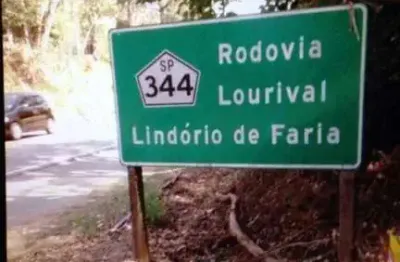 SP
344
Rodovia
Lourival
Lindório de Faria